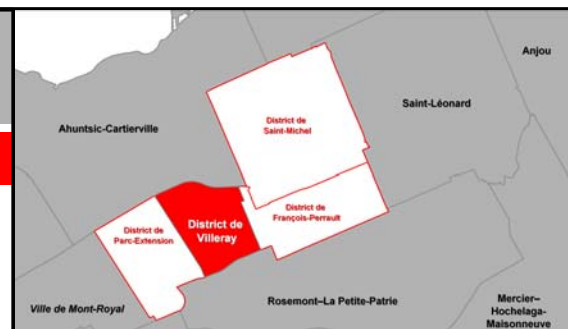 Anjou
Saint-Léonard
District de
Saint-Michel
Ahuntsic-Cartierville
District de
François-Perrault
District de
Villeray
District de
Parc-Extension
Ville de Mont-Royal
Rosemont–La Petite-Patrie
Mercier–
Hochelaga-
Maisonneuve